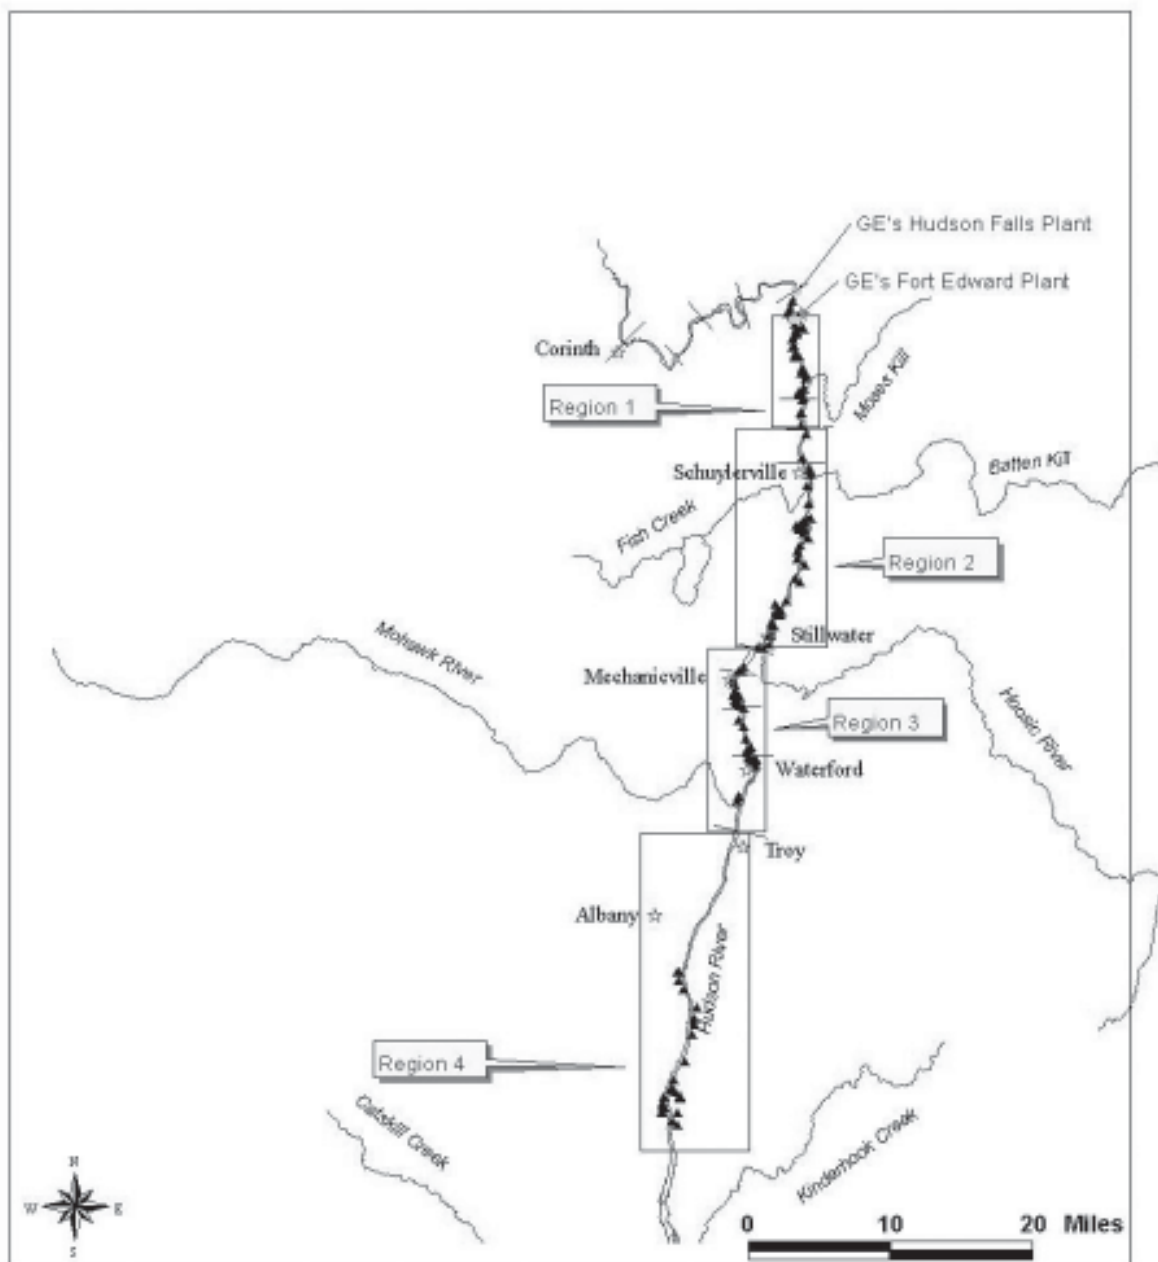 GE's Hudson Falls Plant
GE's Fort Edward Plant
Corinth
Moses Kill
Region 1
Schuylerville
Batten Kill
Fish Creek
Region 2
Mohawk River
Stillwater
Mechanicville
Hoosic River
Region 3
Waterford
Troy
Albany
Hudson River
Region 4
Catskill Creek
Kinderhook Creek
N
W E
S
0 10 20 Miles